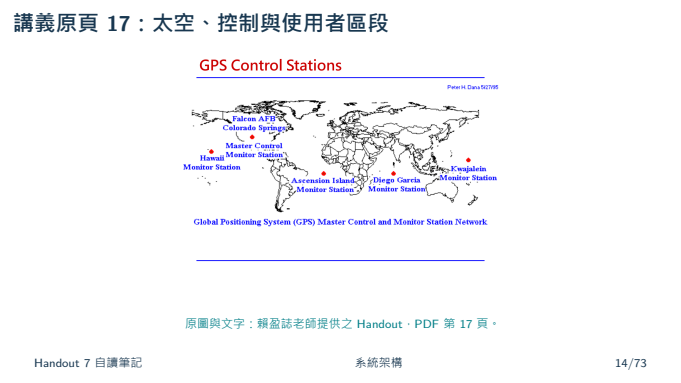 講義原頁 17：太空、控制與使用者區段
GPS Control Stations
Peter H. Dana 5/27/95
Falcon AFB
Colorado Springs
Master Control
Monitor Station
Hawaii
Monitor Station
Ascension Island
Monitor Station
Diego Garcia
Monitor Station
Kwajalein
Monitor Station
Global Positioning System (GPS) Master Control and Monitor Station Network
原圖與文字：賴盈誌老師提供之 Handout，PDF 第 17 頁。
Handout 7 自讀筆記
系統架構
14/73